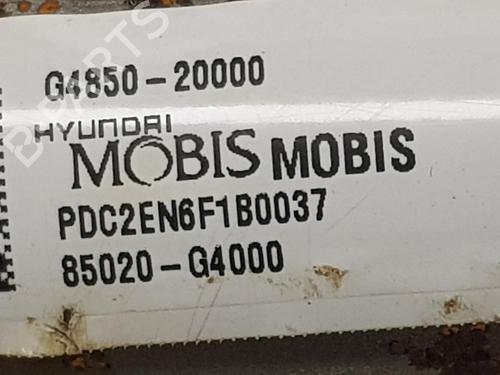 G4850-20000
HYUNDAI
MOBIS MOBIS
PDC2EN6F1B0037
85020-G4000